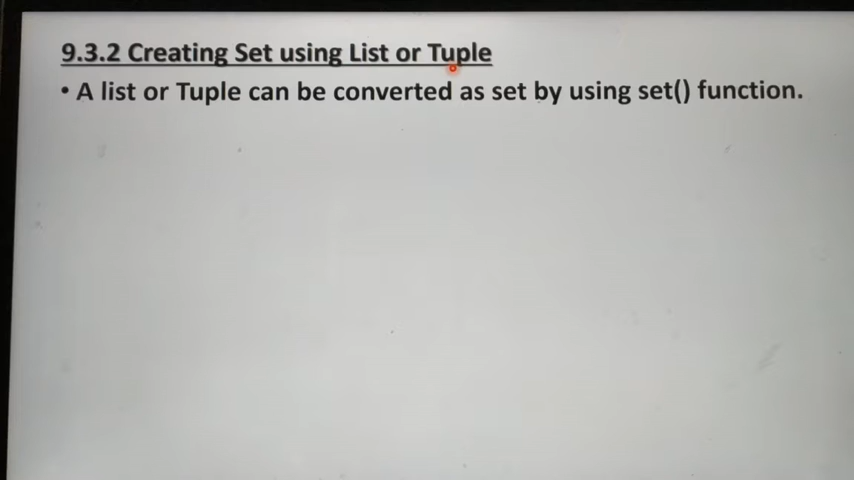 9.3.2 Creating Set using List or Tuple
• A list or Tuple can be converted as set by using set() function.